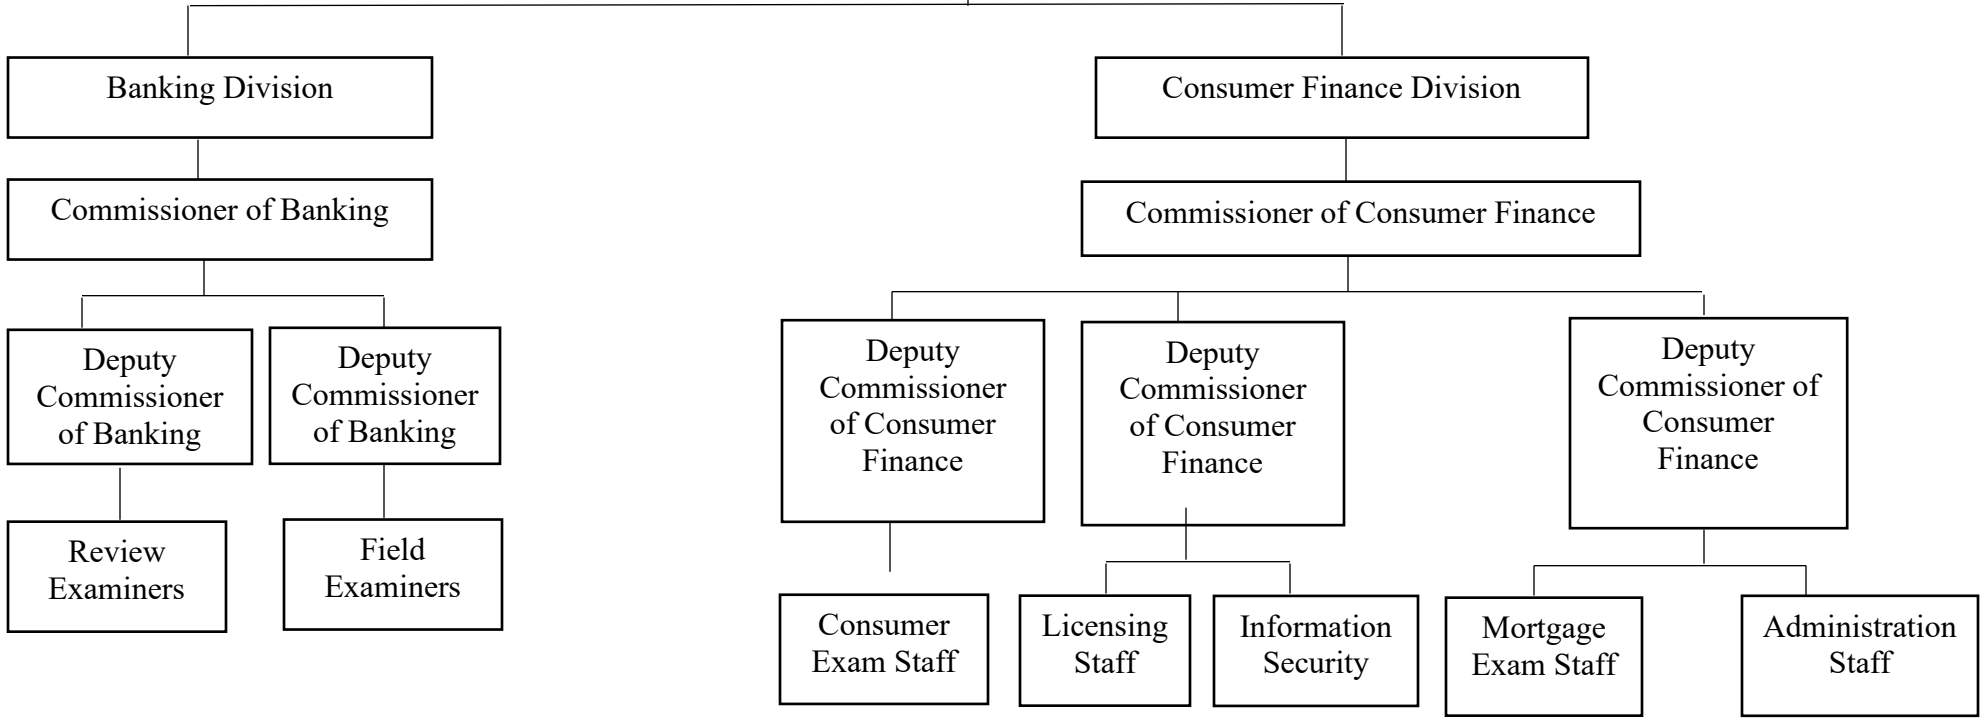 Banking Division
Consumer Finance Division
Commissioner of Banking
Commissioner of Consumer Finance
Deputy
Commissioner
of Banking
Deputy
Commissioner
of Banking
Deputy
Commissioner
of Consumer
Finance
Deputy
Commissioner
of Consumer
Finance
Deputy
Commissioner of
Consumer
Finance
Review
Examiners
Field
Examiners
Consumer
Exam Staff
Licensing
Staff
Information
Security
Mortgage
Exam Staff
Administration
Staff